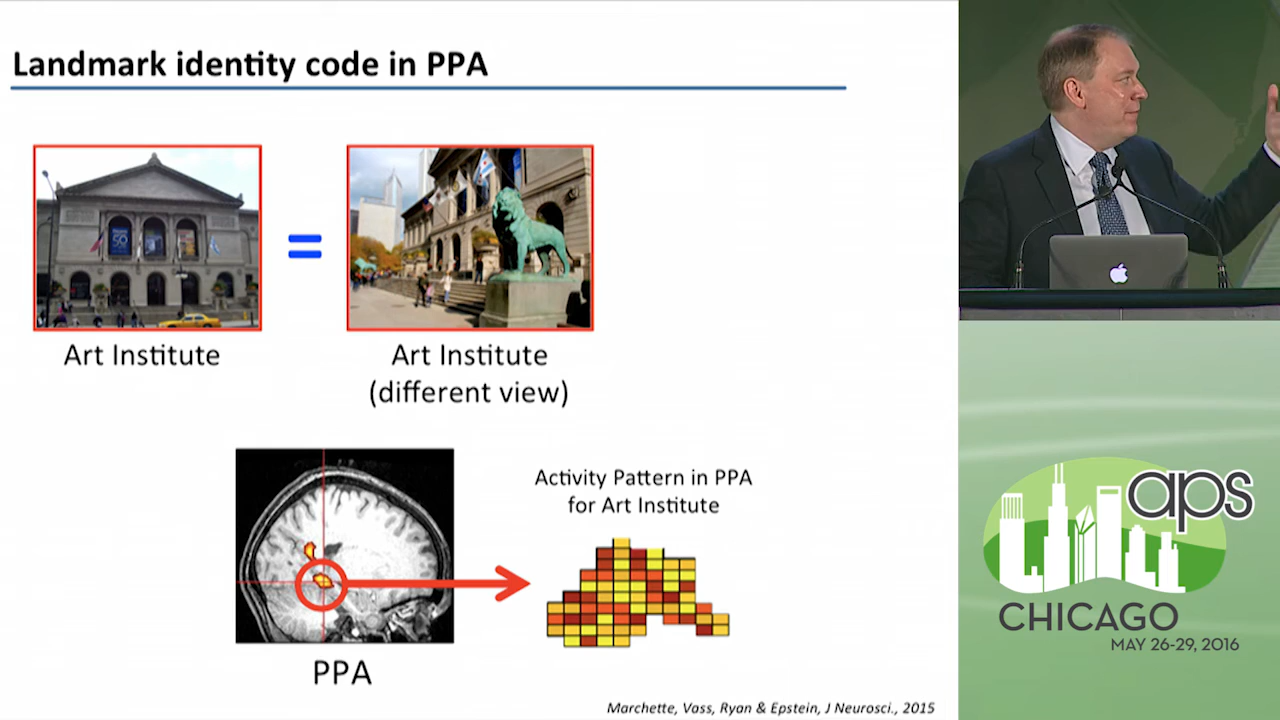 Landmark identity code in PPA
Art Institute
Art Institute
(different view)
Activity Pattern in PPA
for Art Institute
PPA
Marchette, Vass, Ryan & Epstein, J Neurosci., 2015
50
aps
CHICAGO
MAY 26-29, 2016